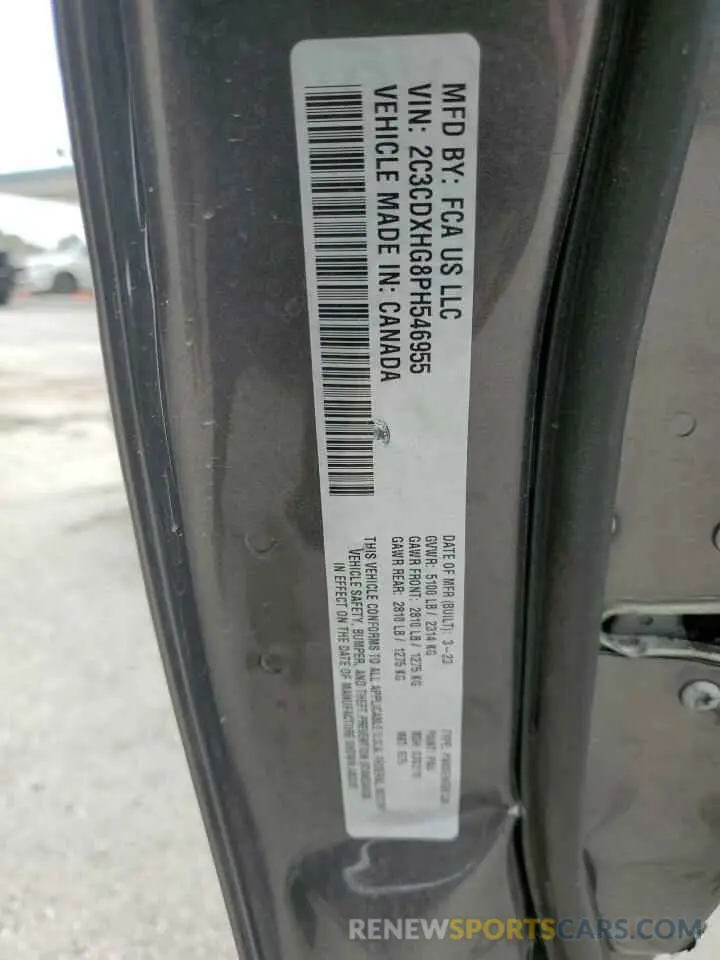 MFD BY: FCA US LLC
VIN: 2C3CDXHG8PH546955
VEHICLE MADE IN: CANADA
DATE OF MFR (BUILT): 3-23
GVWR: 5100 LB / 2314 KG
GAWR FRONT: 2810 LB / 1275 KG
GAWR REAR: 2810 LB / 1275 KG
TYPE:
PAINT:
THIS VEHICLE CONFORMS TO ALL APPLICABLE
VEHICLE SAFETY, BUMPER, AND THEFT PREVENTION STANDARDS
IN EFFECT ON THE DATE OF MANUFACTURE SHOWN ABOVE
RENEWSPORTSCARS.COM